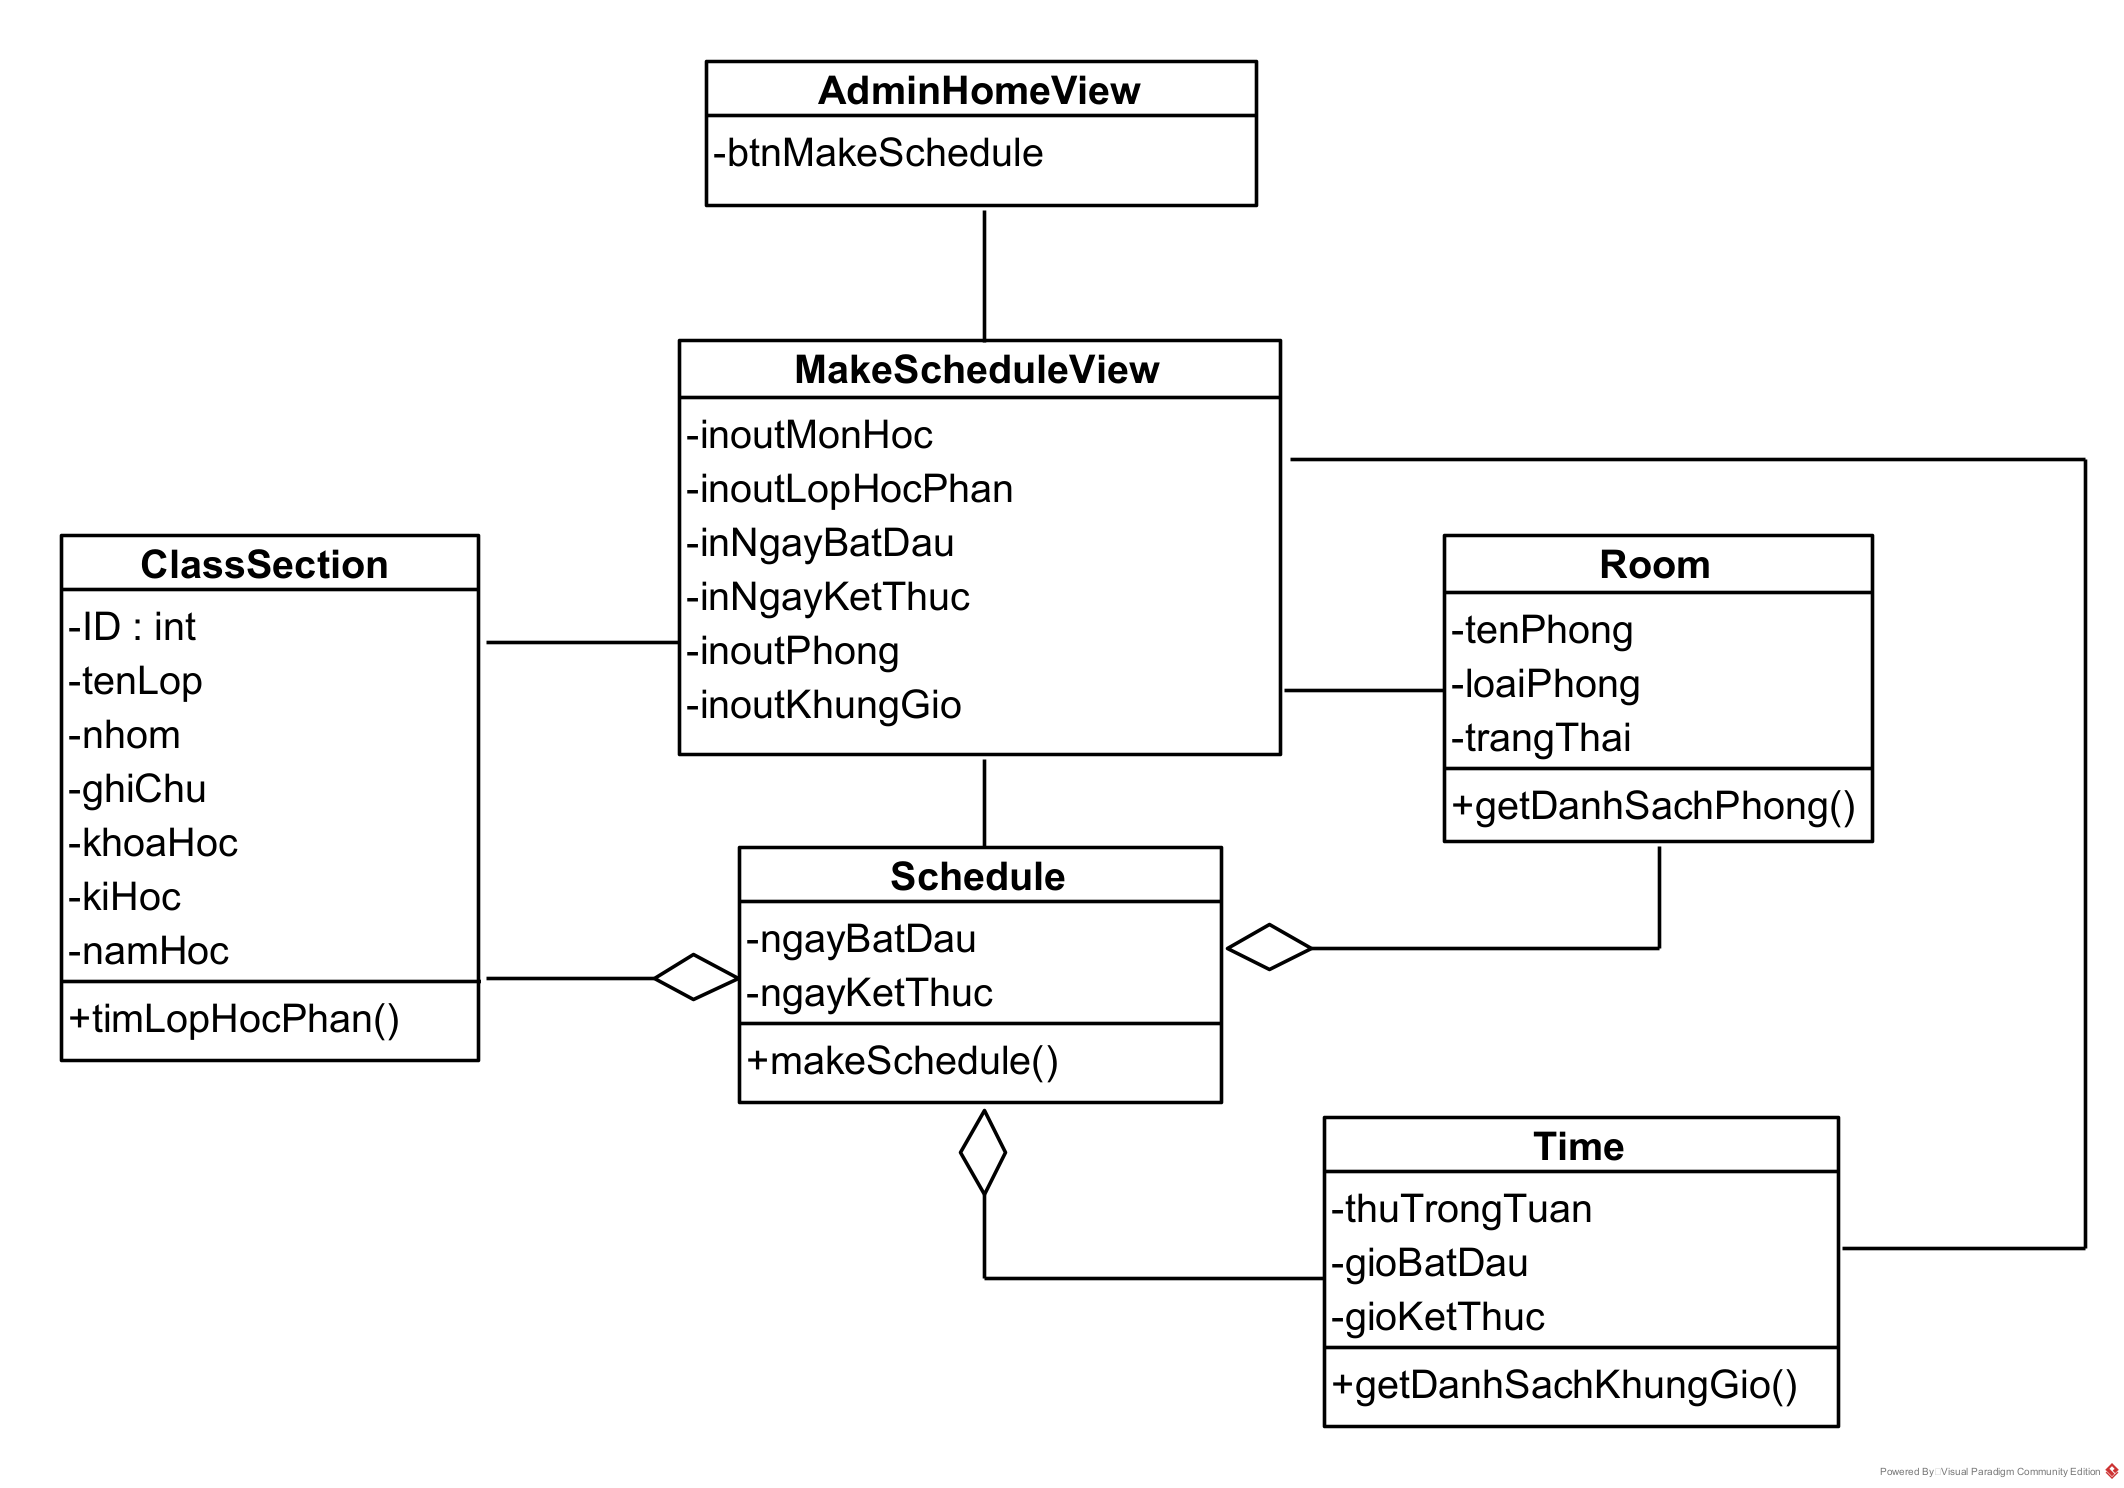 AdminHomeView
-btnMakeSchedule
MakeScheduleView
-inoutMonHoc
-inoutLopHocPhan
-inNgayBatDau
-inNgayKetThuc
-inoutPhong
-inoutKhungGio
ClassSection
-ID : int
-tenLop
-nhom
-ghiChu
-khoaHoc
-kiHoc
-namHoc
+timLopHocPhan()
Room
-tenPhong
-loaiPhong
-trangThai
+getDanhSachPhong()
Schedule
-ngayBatDau
-ngayKetThuc
+makeSchedule()
Time
-thuTrongTuan
-gioBatDau
-gioKetThuc
+getDanhSachKhungGio()
Powered By Visual Paradigm Community Edition